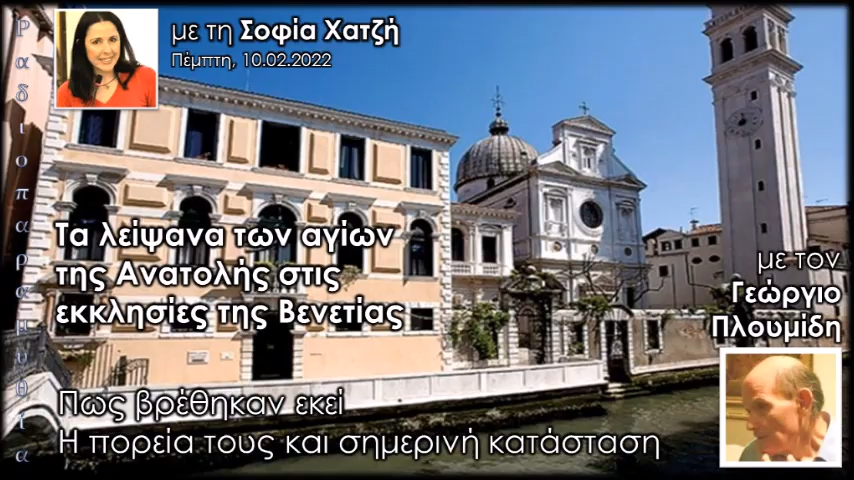 Ραδιοπαραμυθία
με τη Σοφία Χατζή
Πέμπτη, 10.02.2022
Τα λείψανα των αγίων
της Ανατολής στις
εκκλησίες της Βενετίας
με τον
Γεώργιο
Πλουμίδη
Πως βρέθηκαν εκεί
Η πορεία τους και σημερινή κατάσταση